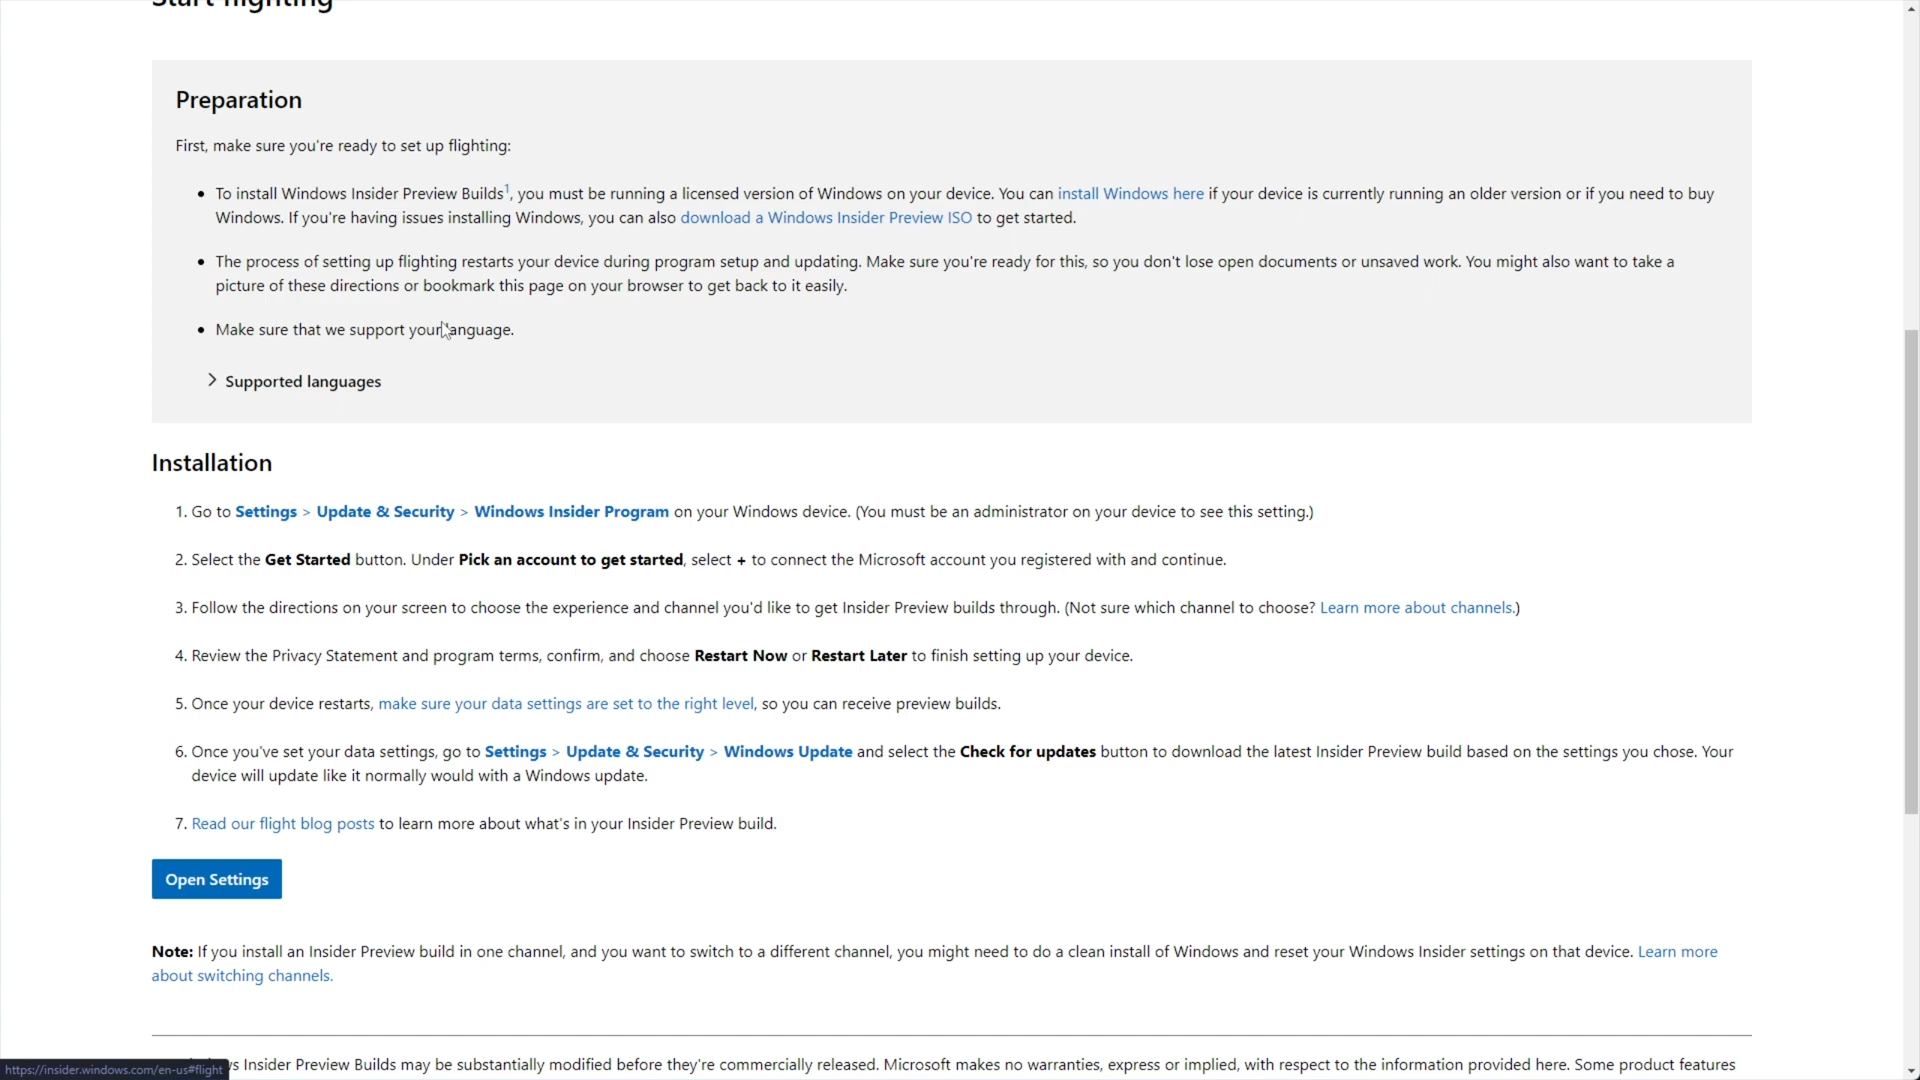 Start flighting
Preparation
First, make sure you're ready to set up flighting:
• To install Windows Insider Preview Builds1, you must be running a licensed version of Windows on your device. You can install Windows here if your device is currently running an older version or if you need to buy
Windows. If you're having issues installing Windows, you can also download a Windows Insider Preview ISO to get started.
• The process of setting up flighting restarts your device during program setup and updating. Make sure you're ready for this, so you don't lose open documents or unsaved work. You might also want to take a
picture of these directions or bookmark this page on your browser to get back to it easily.
• Make sure that we support your language.
Supported languages
Installation
1. Go to Settings > Update & Security > Windows Insider Program on your Windows device. (You must be an administrator on your device to see this setting.)
2. Select the Get Started button. Under Pick an account to get started, select + to connect the Microsoft account you registered with and continue.
3. Follow the directions on your screen to choose the experience and channel you'd like to get Insider Preview builds through. (Not sure which channel to choose? Learn more about channels.)
4. Review the Privacy Statement and program terms, confirm, and choose Restart Now or Restart Later to finish setting up your device.
5. Once your device restarts, make sure your data settings are set to the right level, so you can receive preview builds.
6. Once you've set your data settings, go to Settings > Update & Security > Windows Update and select the Check for updates button to download the latest Insider Preview build based on the settings you chose. Your
device will update like it normally would with a Windows update.
7. Read our flight blog posts to learn more about what's in your Insider Preview build.
Open Settings
Note: If you install an Insider Preview build in one channel, and you want to switch to a different channel, you might need to do a clean install of Windows and reset your Windows Insider settings on that device. Learn more
about switching channels.
Insider Preview Builds may be substantially modified before they're commercially released. Microsoft makes no warranties, express or implied, with respect to the information provided here. Some product features
https://insider.windows.com/en-us#flight